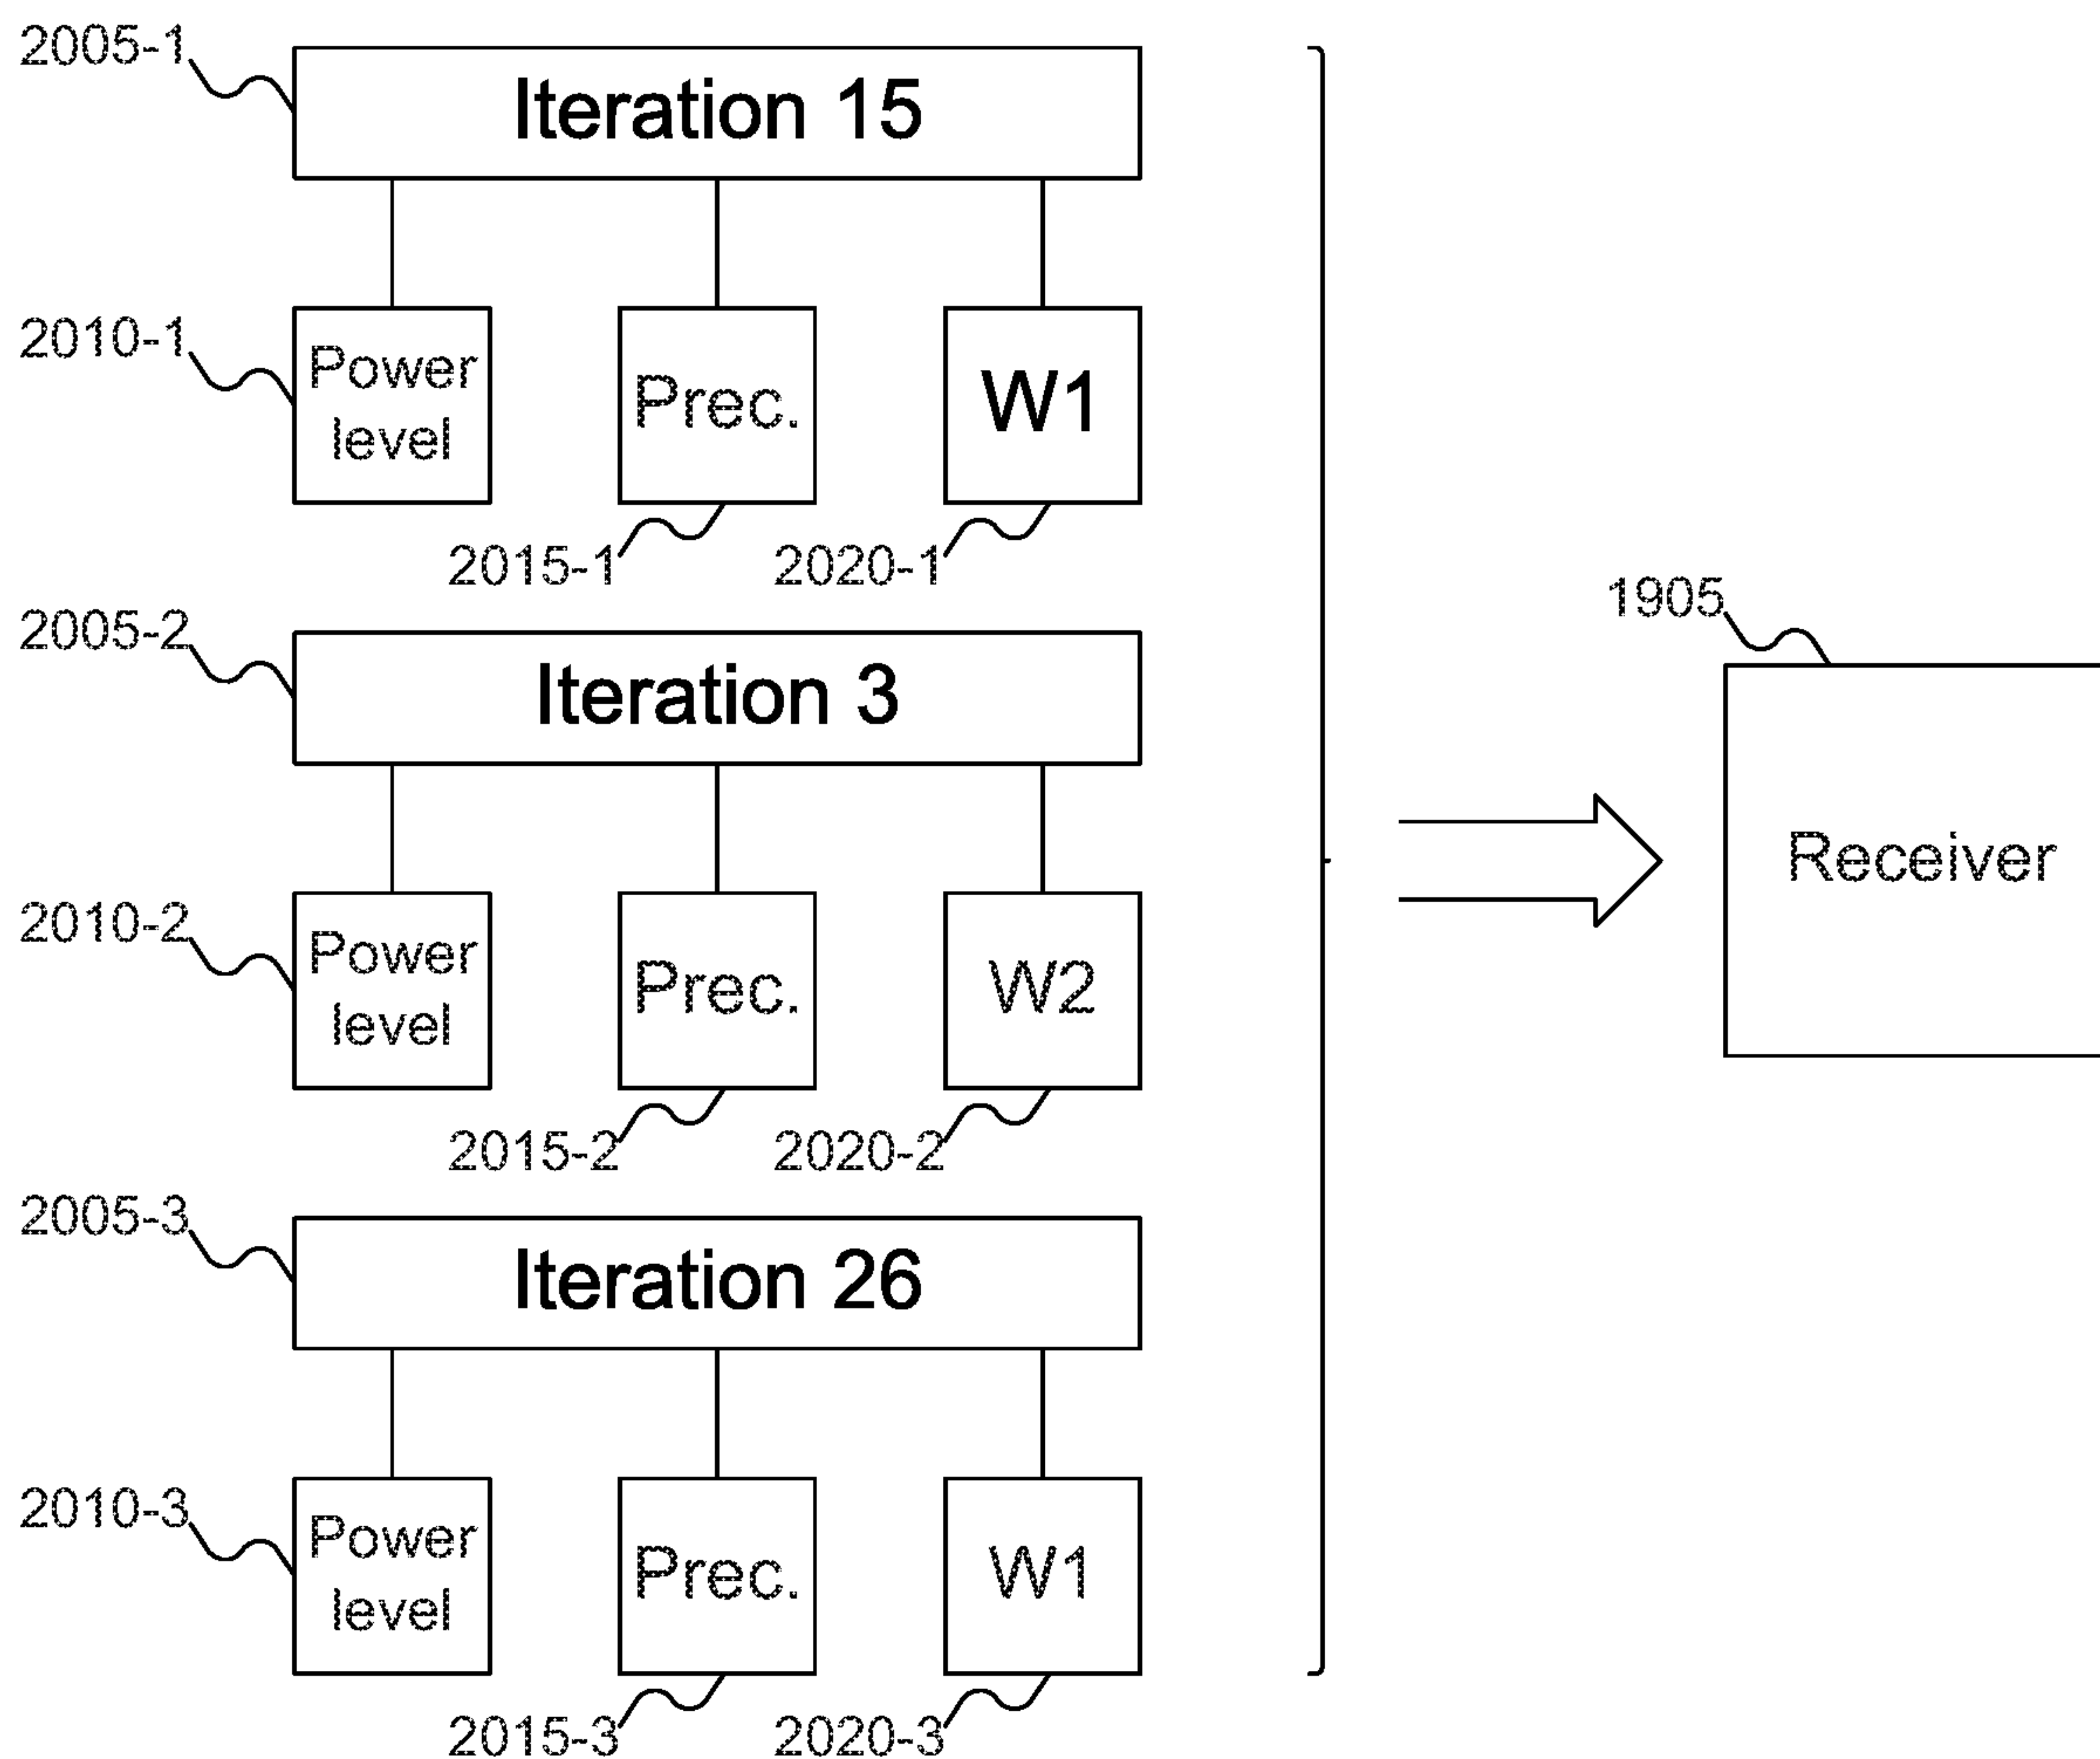 2005-1
Iteration 15
2010-1
Power
level
Prec.
W1
2015-1
2020-1
2005-2
Iteration 3
1905
Receiver
2010-2
Power
level
Prec.
W2
2015-2
2020-2
2005-3
Iteration 26
2010-3
Power
level
Prec.
W1
2015-3
2020-3